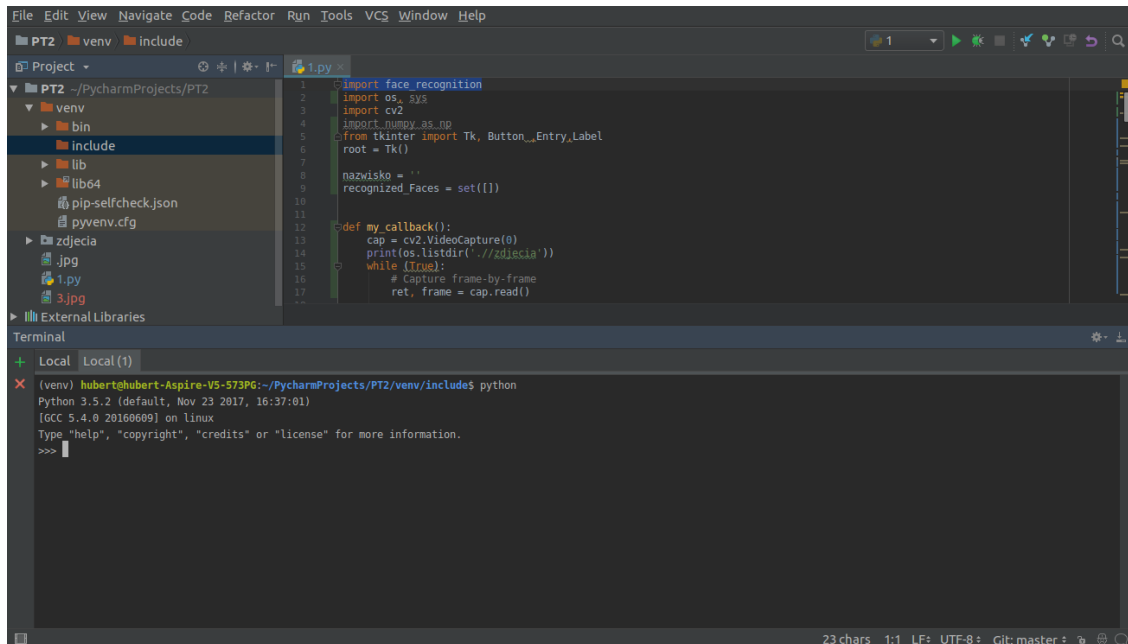 File Edit View Navigate Code Refactor Run Tools VCS Window Help
PT2 venv include
1
Project
1.py
PT2 ~/PycharmProjects/PT2
venv
bin
include
lib
lib64
pip-selfcheck.json
pyvenv.cfg
zdjecia
.jpg
1.py
3.jpg
External Libraries
1 import face_recognition
2 import os, sys
3 import cv2
4 import numpy as np
5 from tkinter import Tk, Button ,Entry,Label
6 root = Tk()
7
8 nazwisko = ''
9 recognized_Faces = set([])
10
11
12 def my_callback():
13 cap = cv2.VideoCapture(0)
14 print(os.listdir('.//zdjecia'))
15 while (True):
16 # Capture frame-by-frame
17 ret, frame = cap.read()
Terminal
Local Local (1)
(venv) hubert@hubert-Aspire-V5-573PG:~/PycharmProjects/PT2/venv/include$ python
Python 3.5.2 (default, Nov 23 2017, 16:37:01)
[GCC 5.4.0 20160609] on linux
Type "help", "copyright", "credits" or "license" for more information.
>>>
23 chars 1:1 LF÷ UTF-8÷ Git: master÷